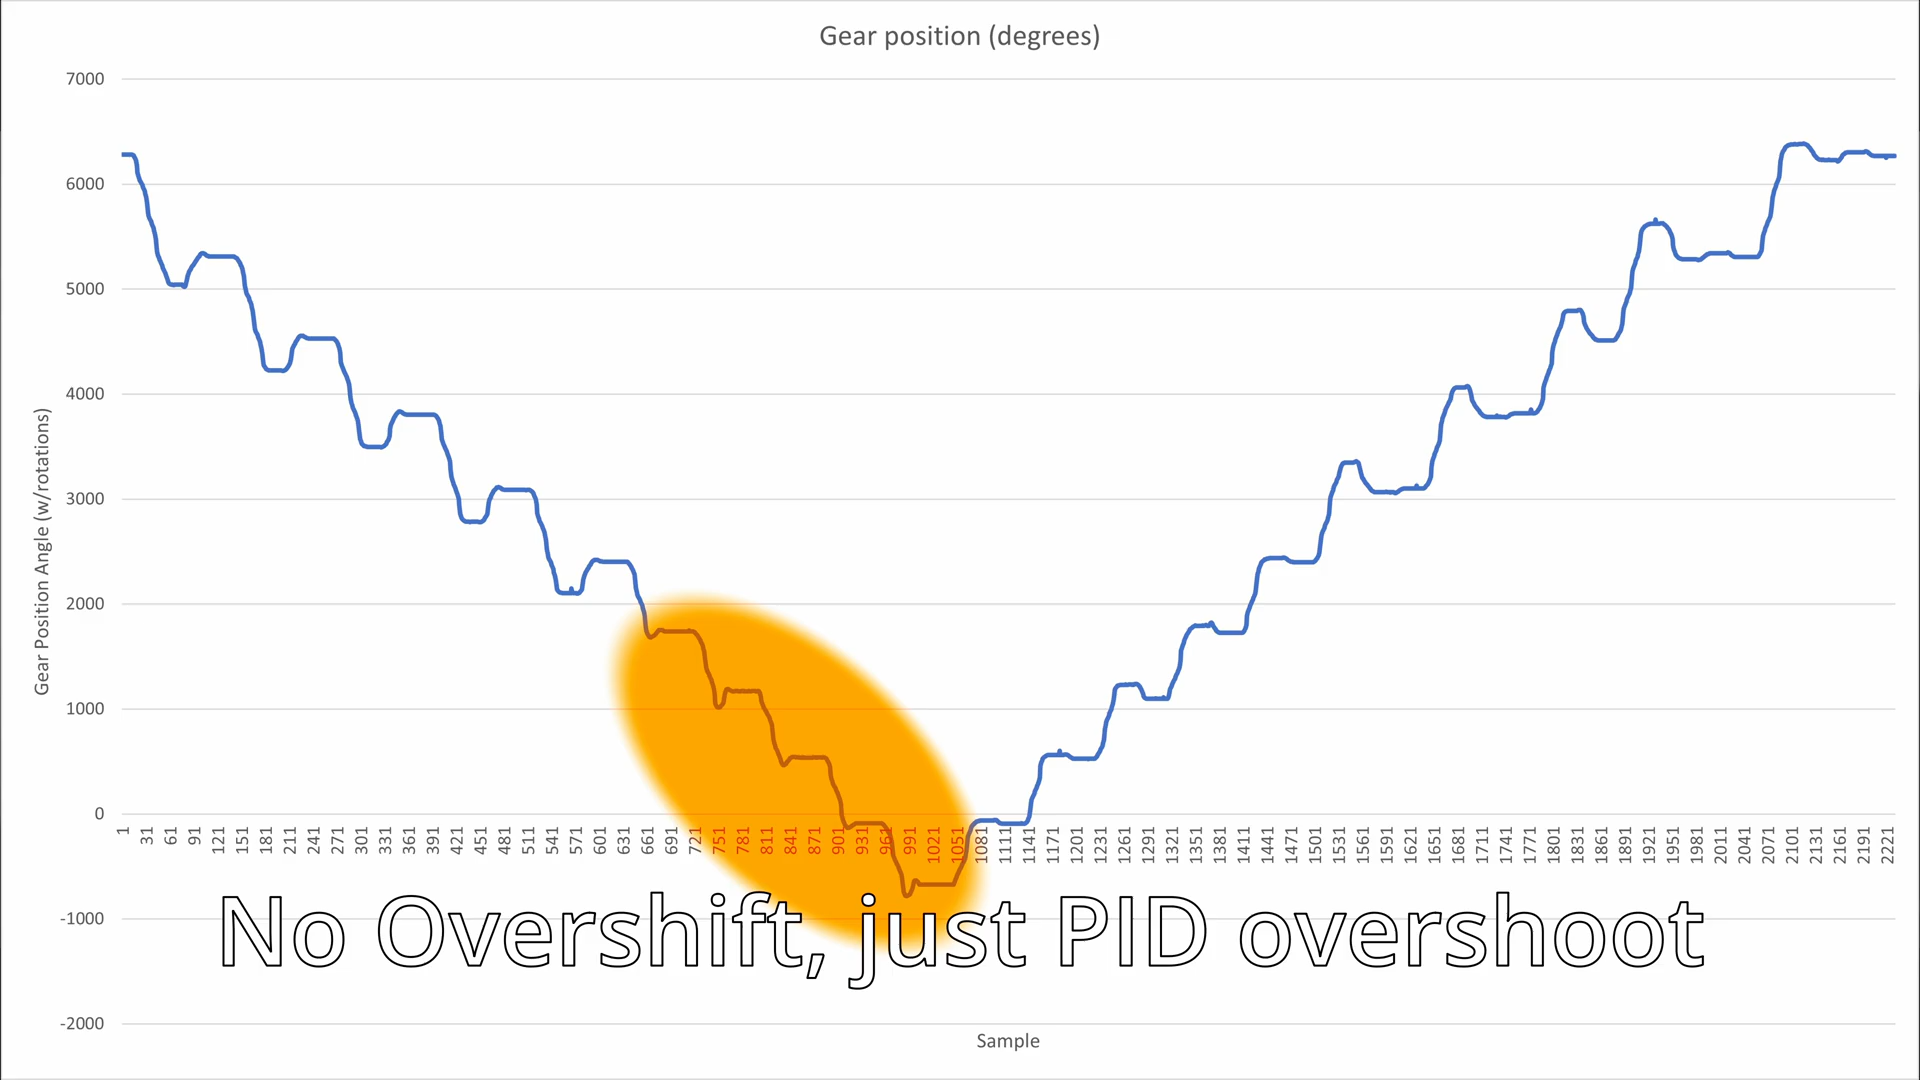 Gear position (degrees)
7000
6000
5000
4000
3000
2000
1000
0
-1000
-2000
Gear Position Angle (w/rotations)
1 31 61 91 121 151 181 211 241 271 301 331 361 391 421 451 481 511 541 571 601 631 661 691 721 751 781 811 841 871 901 931 961 991 1021 1051 1081 1111 1141 1171 1201 1231 1261 1291 1321 1351 1381 1411 1441 1471 1501 1531 1561 1591 1621 1651 1681 1711 1741 1771 1801 1831 1861 1891 1921 1951 1981 2011 2041 2071 2101 2131 2161 2191 2221
No Overshift, just PID overshoot
Sample